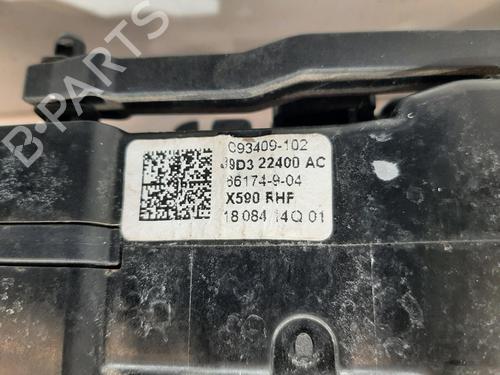 B-PARTS
C93409-102
J9D3 22400 AC
66174-9-04
X590 RHF
18 084 14Q 01